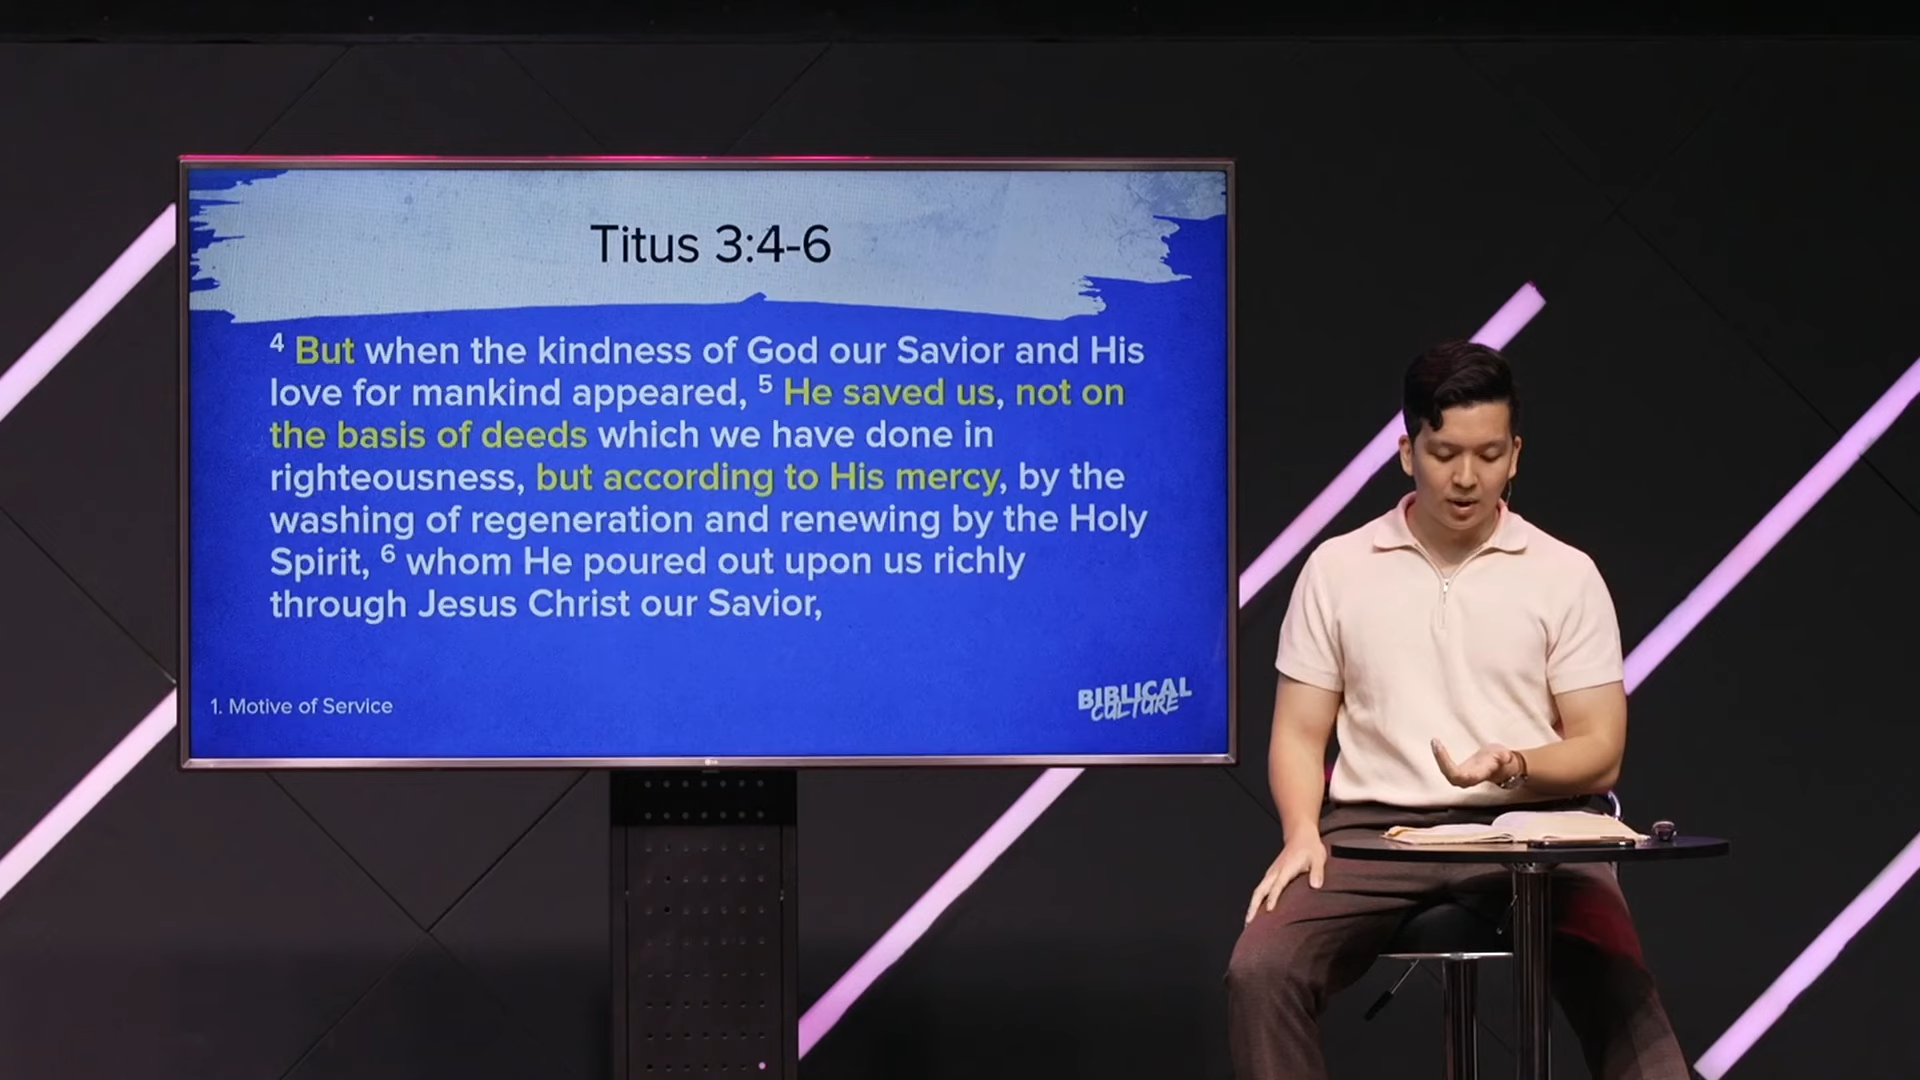 Titus 3:4-6
4 But when the kindness of God our Savior and His
love for mankind appeared, 5 He saved us, not on
the basis of deeds which we have done in
righteousness, but according to His mercy, by the
washing of regeneration and renewing by the Holy
Spirit, 6 whom He poured out upon us richly
through Jesus Christ our Savior,
1. Motive of Service
BIBLICAL
CULTURE
LG